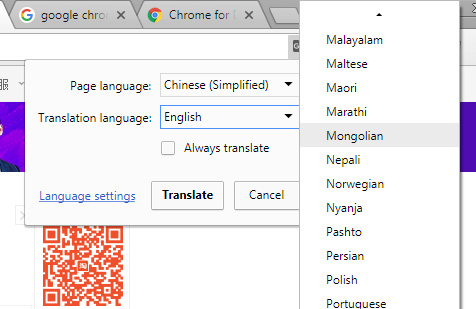 google chro
Chrome for
服
Page language:
Chinese (Simplified)
Translation language:
English
Always translate
Language settings
Translate
Cancel
Malayalam
Maltese
Maori
Marathi
Mongolian
Nepali
Norwegian
Nyanja
Pashto
Persian
Polish
Portuguese